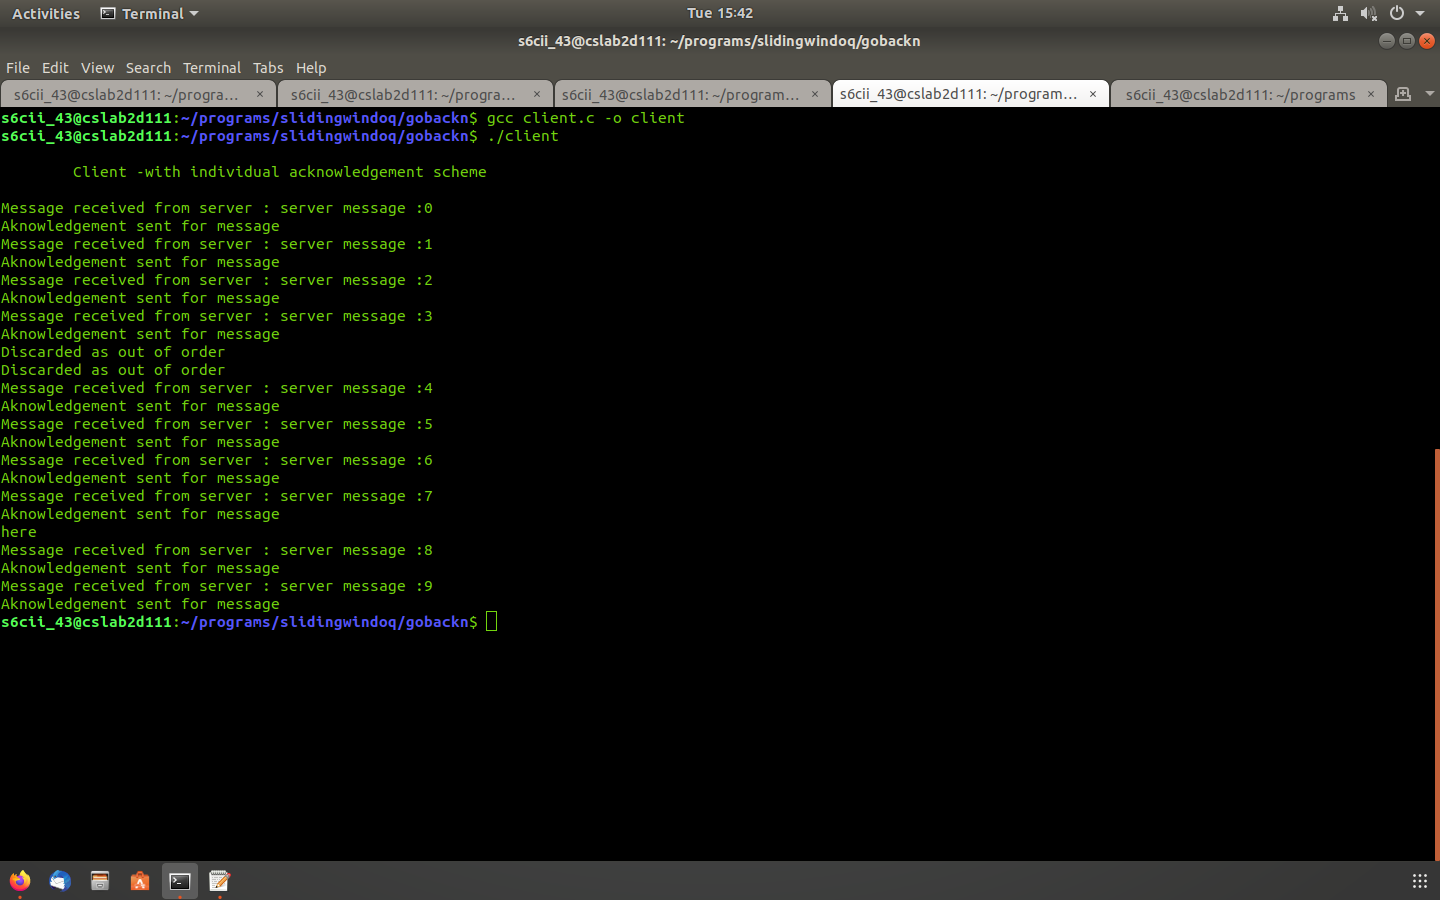 Activities Terminal Tue 15:42
s6cii_43@cslab2d111: ~/programs/slidingwindoq/gobackn
File Edit View Search Terminal Tabs Help
s6cii_43@cslab2d111: ~/progra... × s6cii_43@cslab2d111: ~/progra... × s6cii_43@cslab2d111: ~/program... × s6cii_43@cslab2d111: ~/program... × s6cii_43@cslab2d111: ~/programs ×
s6cii_43@cslab2d111:~/programs/slidingwindoq/gobackn$ gcc client.c -o client
s6cii_43@cslab2d111:~/programs/slidingwindoq/gobackn$ ./client
Client -with individual acknowledgement scheme
Message received from server : server message :0
Aknowledgement sent for message
Message received from server : server message :1
Aknowledgement sent for message
Message received from server : server message :2
Aknowledgement sent for message
Message received from server : server message :3
Aknowledgement sent for message
Discarded as out of order
Discarded as out of order
Message received from server : server message :4
Aknowledgement sent for message
Message received from server : server message :5
Aknowledgement sent for message
Message received from server : server message :6
Aknowledgement sent for message
Message received from server : server message :7
Aknowledgement sent for message
here
Message received from server : server message :8
Aknowledgement sent for message
Message received from server : server message :9
Aknowledgement sent for message
s6cii_43@cslab2d111:~/programs/slidingwindoq/gobackn$